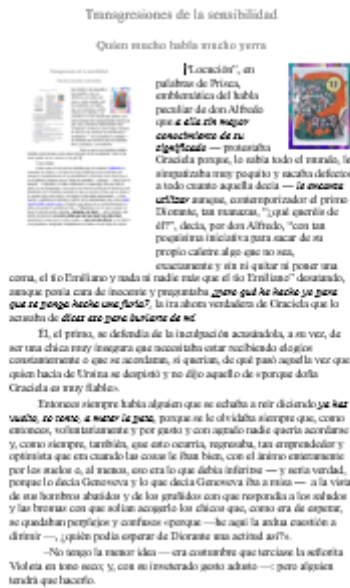 Transgresiones de la sensibilidad
Quien mucho habla mucho yerra
"Locución", en
palabras de Prisca,
emblemática del habla
peculiar de don Alfredo
que a ella sin mayor
conocimiento de su
significado — protestaba
Graciela porque, lo sabía todo el mundo, le
simpatizaba muy poquito y sacaba defectos
a todo cuanto aquella decía — le encanta
utilizar aunque, contemporizador el primo
Diorante, tan manazas, "¡qué queréis de
él!", decía, por don Alfredo, "con tan
poquísima iniciativa para sacar de su
propio caletre algo que no sea,
exactamente y sin ni quitar ni poner una
coma, el tío Emiliano y nada ni nadie más que el tío Emiliano" desatando,
aunque ponía cara de inocente y preguntaba ¿pero qué he hecho yo para
que se ponga hecha una furia?, la ira ahora verdadera de Graciela que lo
acusaba de dices eso para burlarte de mí.
Él, el primo, se defendía de la inculpación acusándola, a su vez, de
ser una chica muy insegura que necesitaba estar recibiendo elogios
constantemente o que se acordaran, si querían, de qué pasó aquella vez que
quien hacía de Ursina se despistó y no dijo aquello de «porque doña
Graciela es muy fiable».
Entonces siempre había alguien que se echaba a reír diciendo ya has
vuelto, so tonto, a meter la pata, porque se le olvidaba siempre que, como
entonces, voluntariamente y por gusto y con agrado nadie quería acordarse
y, como siempre, también, que esto ocurría, regresaba, tan emprendedor y
optimista que era cuando las cosas le iban bien, con el ánimo enteramente
por los suelos o, al menos, eso era lo que debía inferirse — y sería verdad,
porque lo decía Genoveva y lo que decía Genoveva iba a misa — a la vista
de sus hombros abatidos y de los gruñidos con que respondía a los saludos
y las bromas con que solían acogerlo los chicos que, como era de esperar,
se quedaban perplejos y confusos «porque —he aquí la ardua cuestión a
dirimir —, ¿quién podía esperar de Diorante una actitud así?».
–No tengo la menor idea — era costumbre que terciase la señorita
Violeta en tono seco; y, con su inveterado gesto adusto —: pero alguien
tendrá que hacerlo.
11